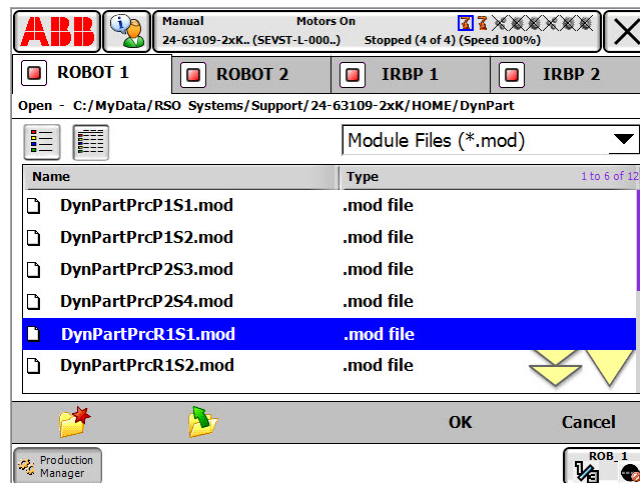 ABB
Manual Motors On
24-63109-2xK.. (SEVST-L-000..) Stopped (4 of 4) (Speed 100%)
ROBOT 1 ROBOT 2 IRBP 1 IRBP 2
Open - C:/MyData/RSO Systems/Support/24-63109-2xK/HOME/DynPart
Module Files (*.mod)
Name Type 1 to 6 of 12
DynPartPrcP1S1.mod .mod file
DynPartPrcP1S2.mod .mod file
DynPartPrcP2S3.mod .mod file
DynPartPrcP2S4.mod .mod file
DynPartPrcR1S1.mod .mod file
DynPartPrcR1S2.mod .mod file
OK Cancel
Production
Manager
ROB_1
1/3